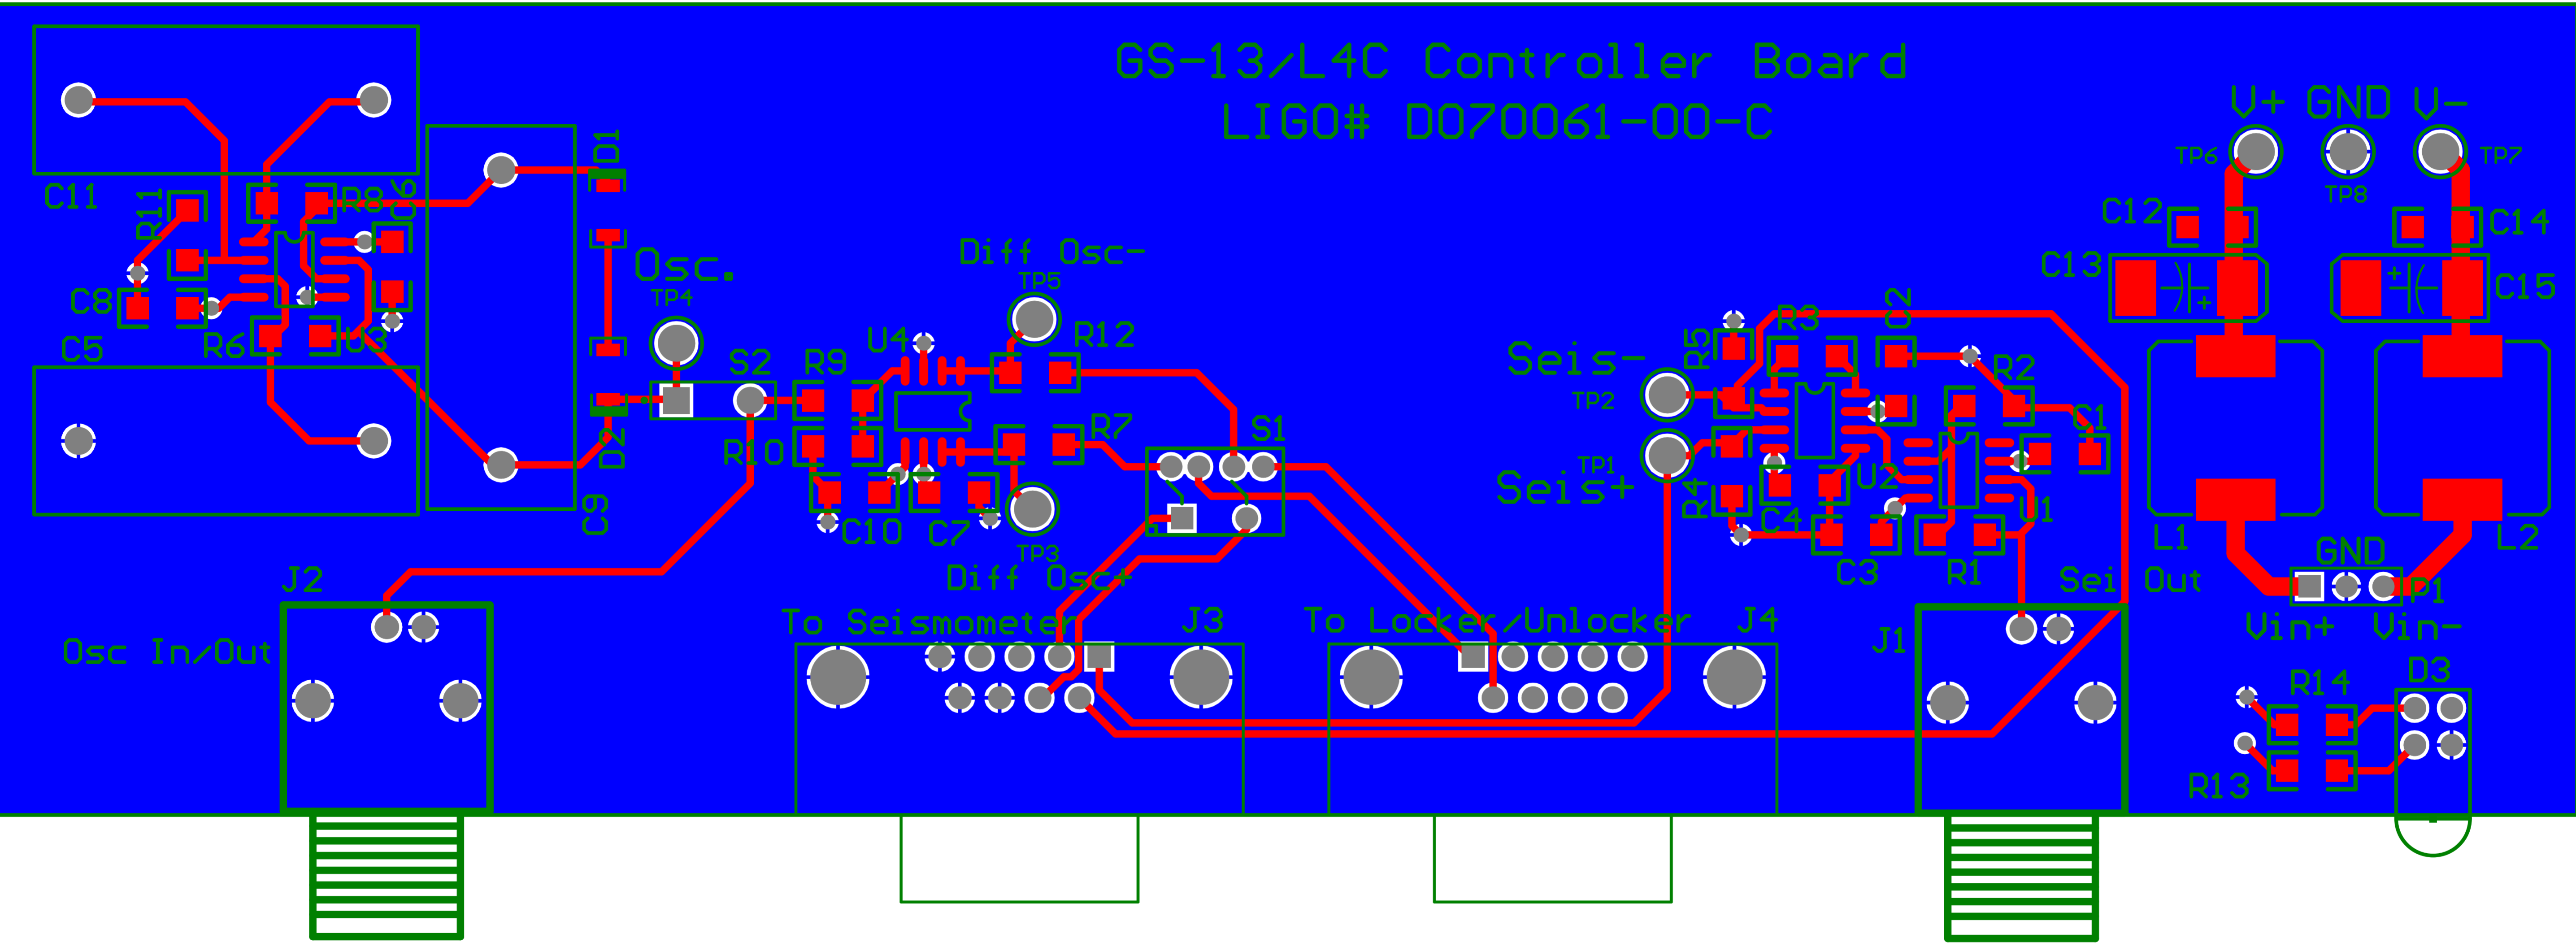 GS-13/L4C Controller Board
LIGO# D070061-00-C
V+ GND V-
TP6
TP7
TP8
C12
C14
C13
C15
C11
R11
R8
C6
D1
C8
R6
U3
C5
Osc.
TP4
Diff Osc-
TP5
U4
R12
S2
R9
R10
D2
C9
C10
C7
R7
S1
TP3
Diff Osc+
Seis-
TP2
R5
R3
C2
R2
C1
TP1
Seis+
R4
C4
U2
U1
C3
R1
Sei Out
L1
L2
GND
P1
Vin+ Vin-
J2
Osc In/Out
To Seismometer
J3
To Locker/Unlocker
J4
J1
R14
D3
R13